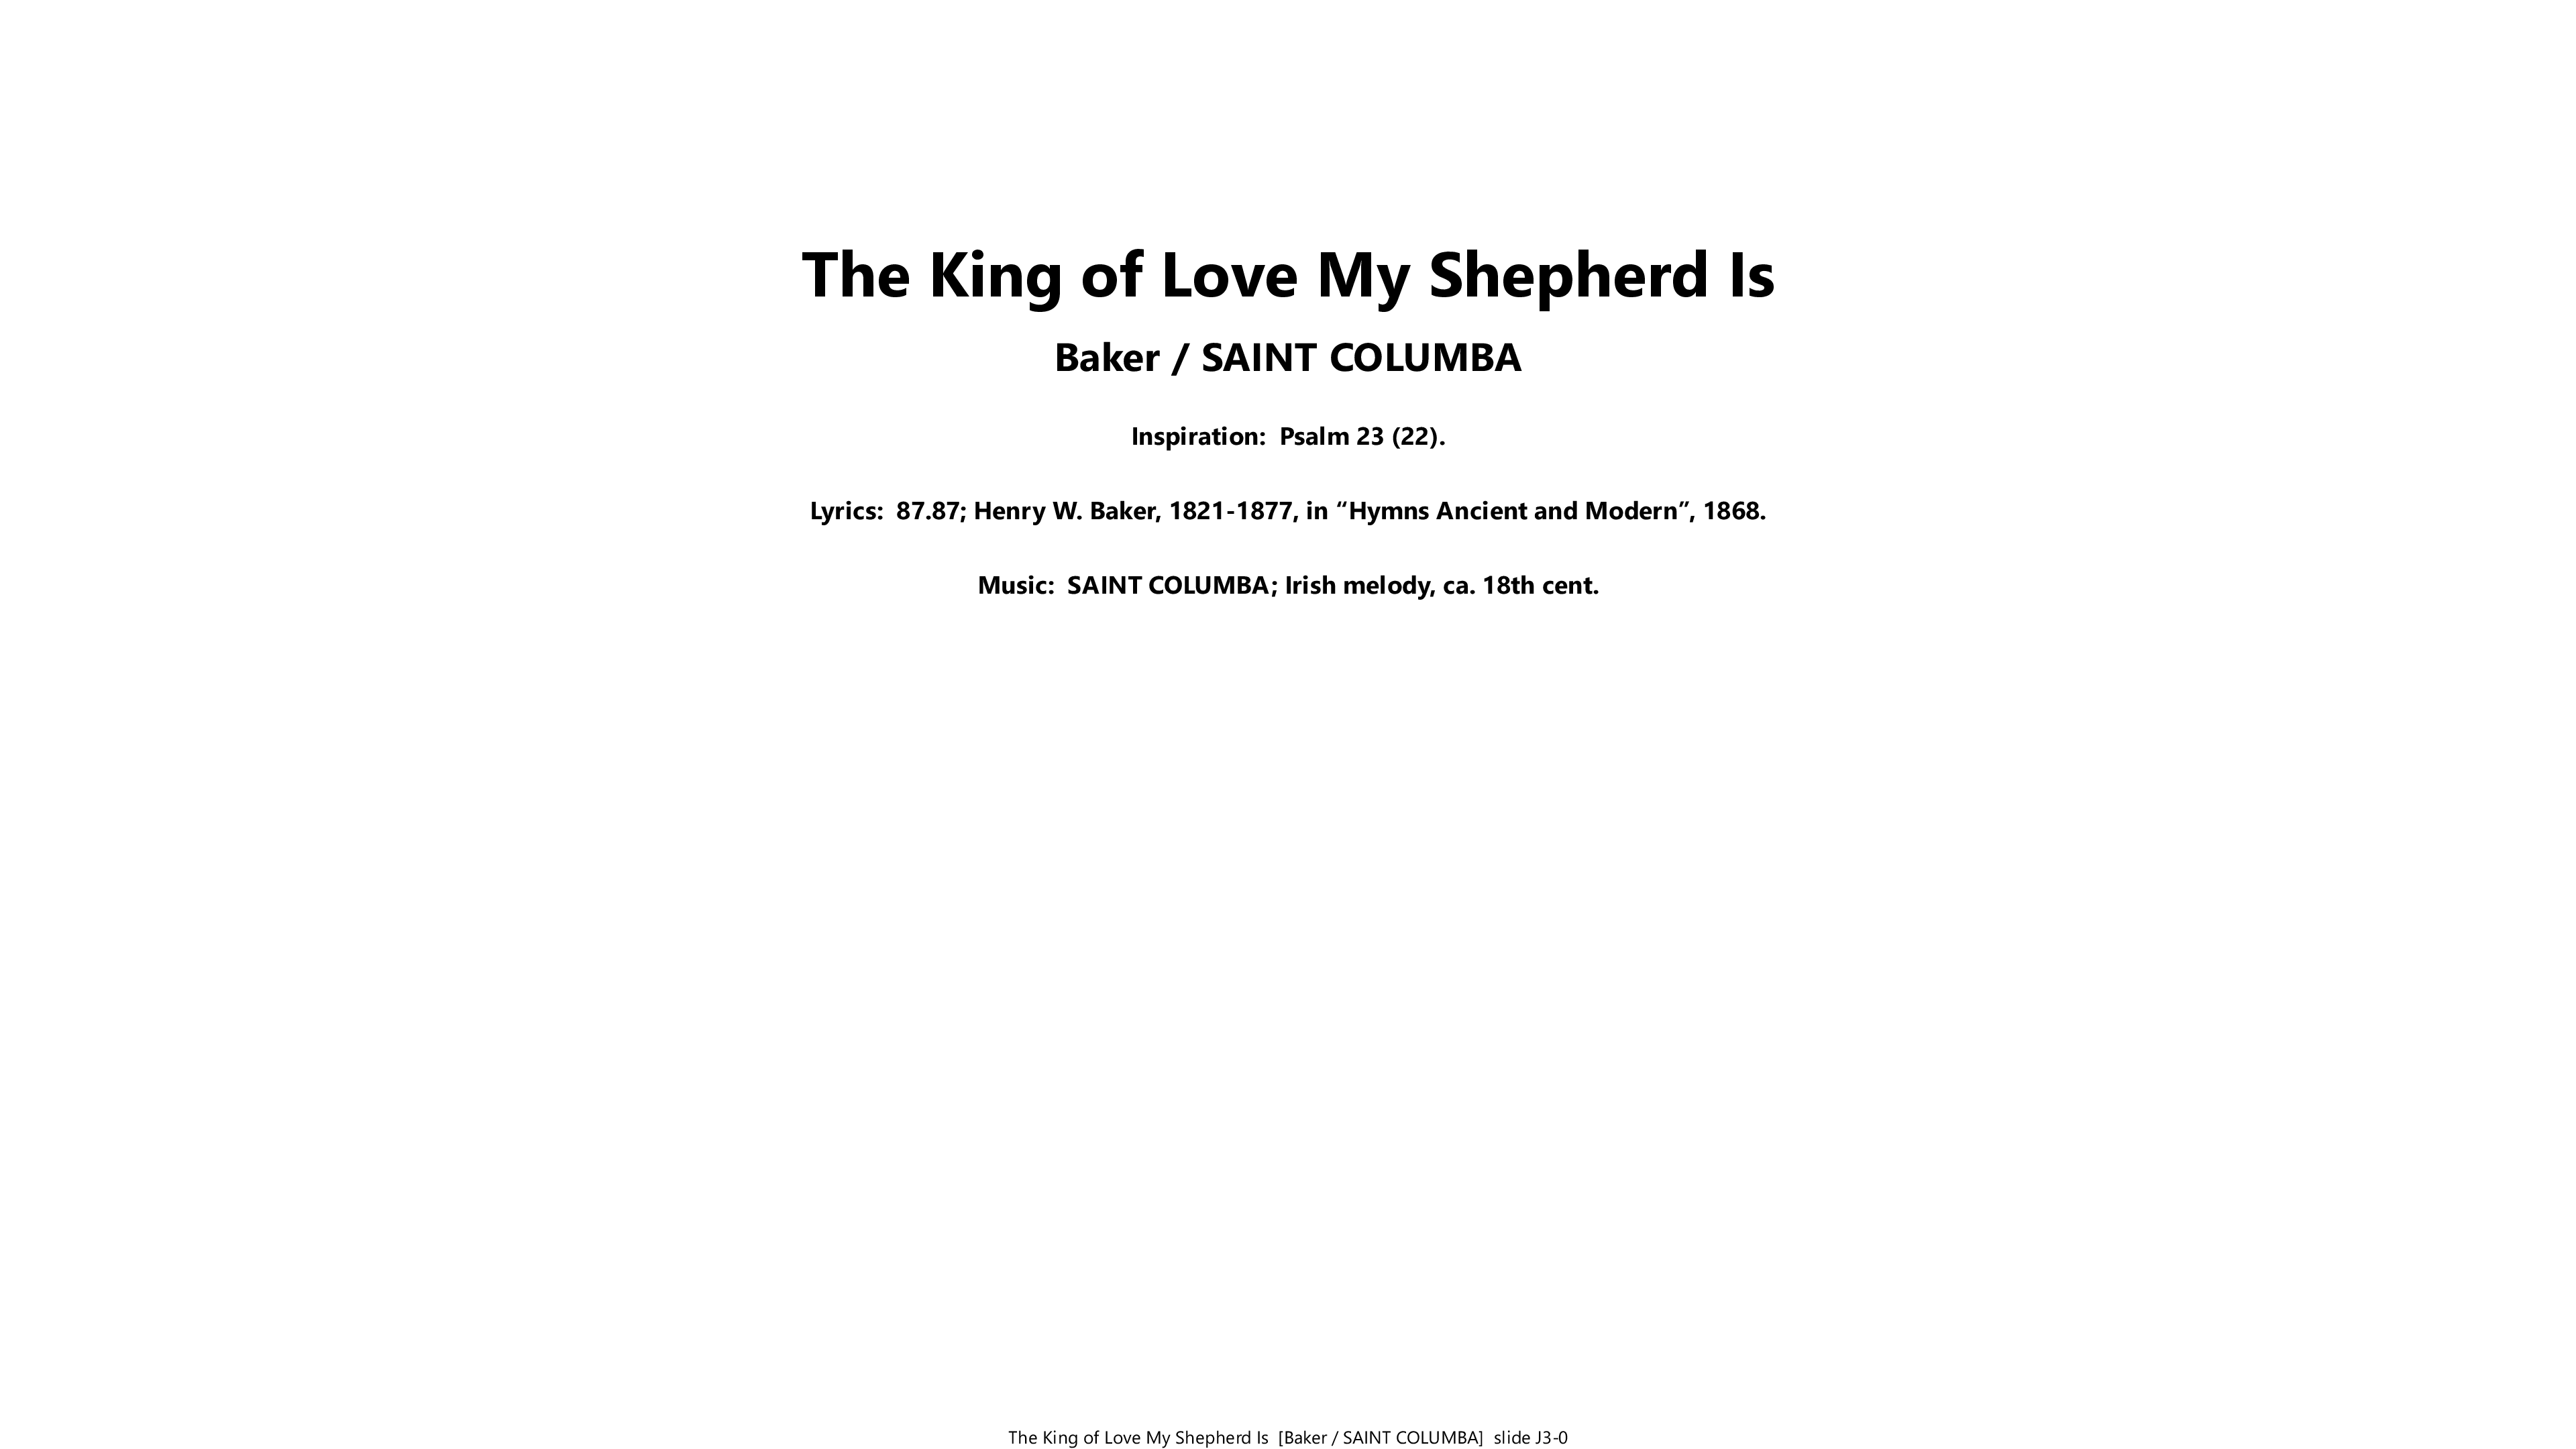 The King of Love My Shepherd Is
Baker / SAINT COLUMBA
Inspiration:  Psalm 23 (22).
Lyrics:  87.87; Henry W. Baker, 1821-1877, in “Hymns Ancient and Modern”, 1868.
Music:  SAINT COLUMBA; Irish melody, ca. 18th cent.
The King of Love My Shepherd Is  [Baker / SAINT COLUMBA]  slide J3-0